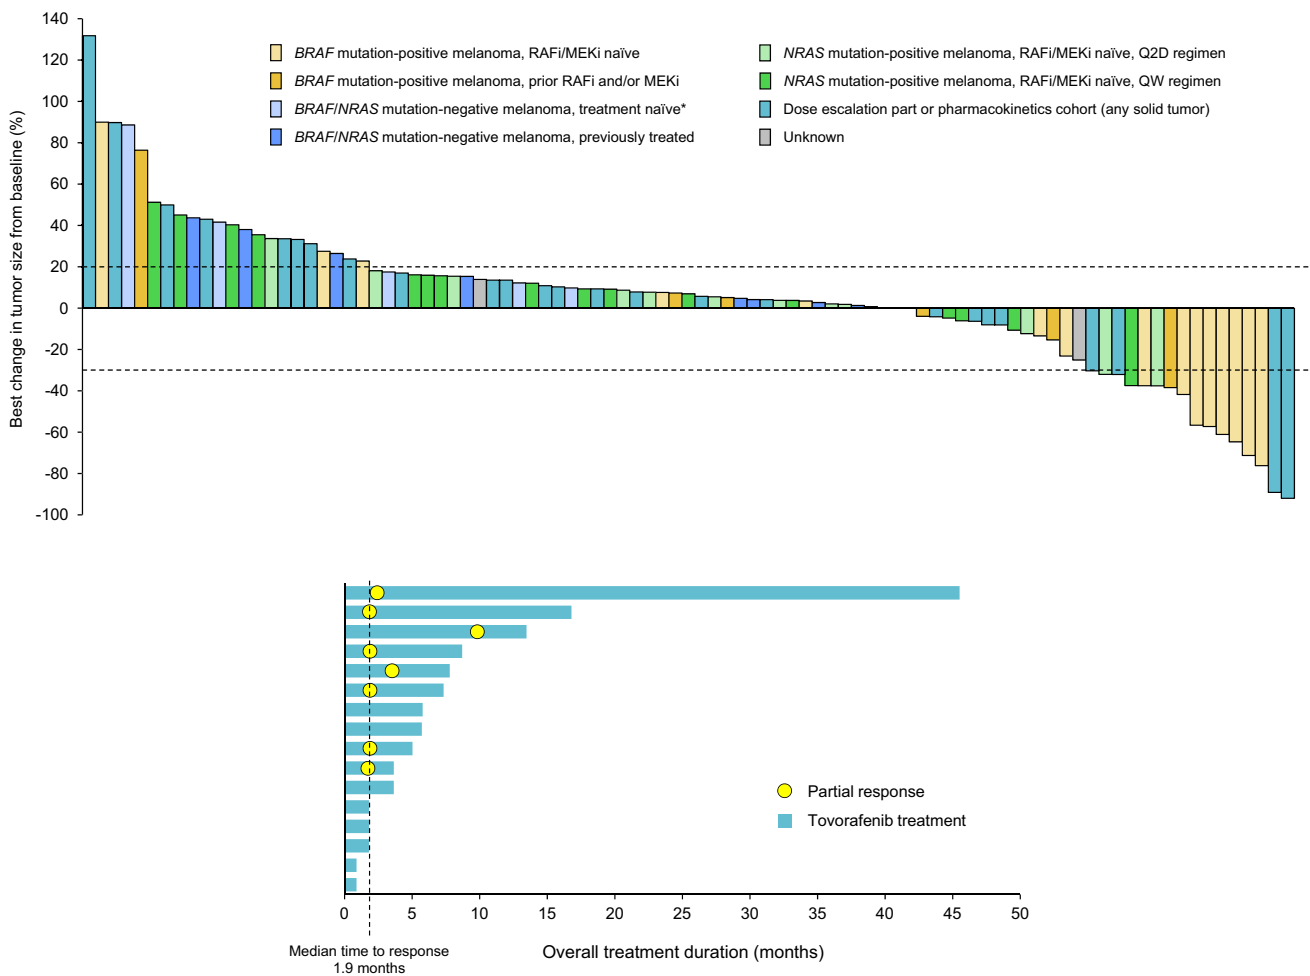 140
120
100
80
60
40
20
0
-20
-40
-60
-80
-100
Best change in tumor size from baseline (%)
BRAF mutation-positive melanoma, RAFi/MEKi naïve
BRAF mutation-positive melanoma, prior RAFi and/or MEKi
BRAF/NRAS mutation-negative melanoma, treatment naïve*
BRAF/NRAS mutation-negative melanoma, previously treated
NRAS mutation-positive melanoma, RAFi/MEKi naïve, Q2D regimen
NRAS mutation-positive melanoma, RAFi/MEKi naïve, QW regimen
Dose escalation part or pharmacokinetics cohort (any solid tumor)
Unknown
Partial response
Tovorafenib treatment
0 5 10 15 20 25 30 35 40 45 50
Median time to response
1.9 months
Overall treatment duration (months)